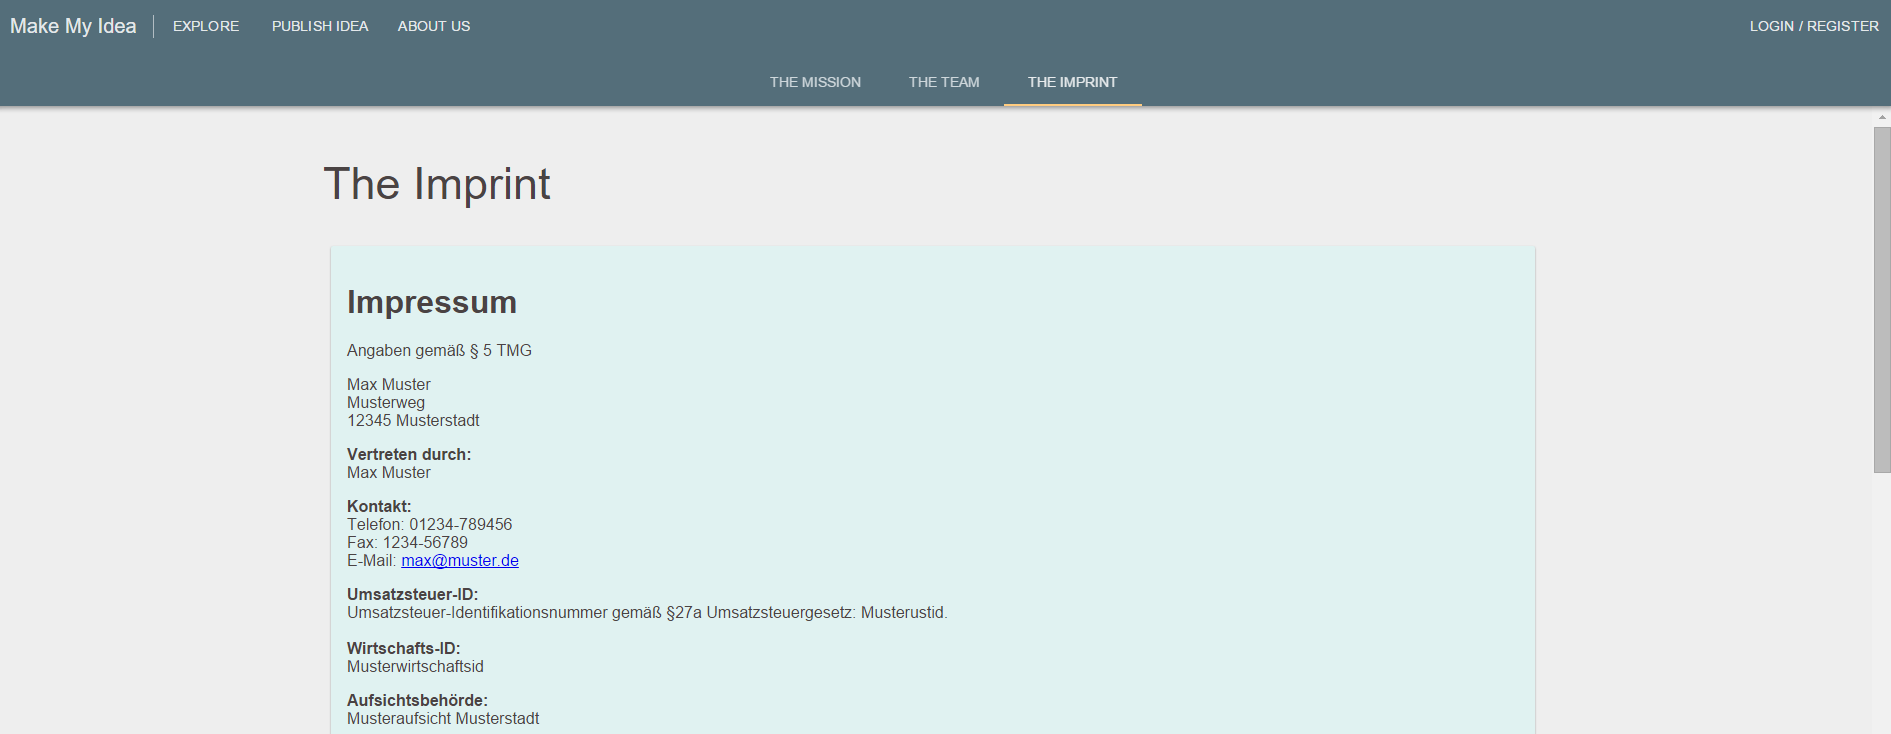 Make My Idea
EXPLORE
PUBLISH IDEA
ABOUT US
LOGIN / REGISTER
THE MISSION
THE TEAM
THE IMPRINT
The Imprint
Impressum
Angaben gemäß § 5 TMG
Max Muster
Musterweg
12345 Musterstadt
Vertreten durch:
Max Muster
Kontakt:
Telefon: 01234-789456
Fax: 1234-56789
E-Mail: max@muster.de
Umsatzsteuer-ID:
Umsatzsteuer-Identifikationsnummer gemäß §27a Umsatzsteuergesetz: Musterustid.
Wirtschafts-ID:
Musterwirtschaftsid
Aufsichtsbehörde:
Musteraufsicht Musterstadt